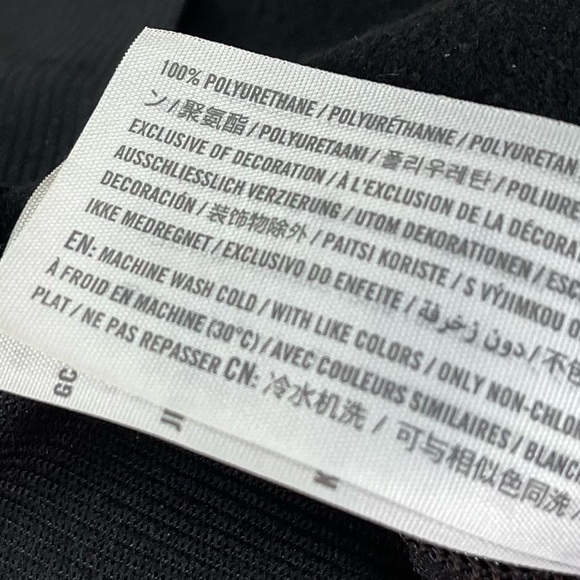 100% POLYURETHANE / POLYURÉTHANNE / POLYURETAN
ン / 聚氨酯 / POLYURETAANI / 폴리우레탄 / POLIURE
EXCLUSIVE OF DECORATION / À L'EXCLUSION DE LA DÉCORAT
AUSSCHLIESSLICH VERZIERUNG / UTOM DEKORATIONEN / ESC
DECORACIÓN / 装饰物除外 / PAITSI KORISTE / S VÝJIMKOU O
IKKE MEDREGNET / EXCLUSIVO DO ENFEITE / دون زخرفة / 不包
EN: MACHINE WASH COLD / WITH LIKE COLORS / ONLY NON-CHLOR
À FROID EN MACHINE (30°C) / AVEC COULEURS SIMILAIRES / BLANC
PLAT / NE PAS REPASSER CN: 冷水机洗 / 可与相似色同洗 /
GC